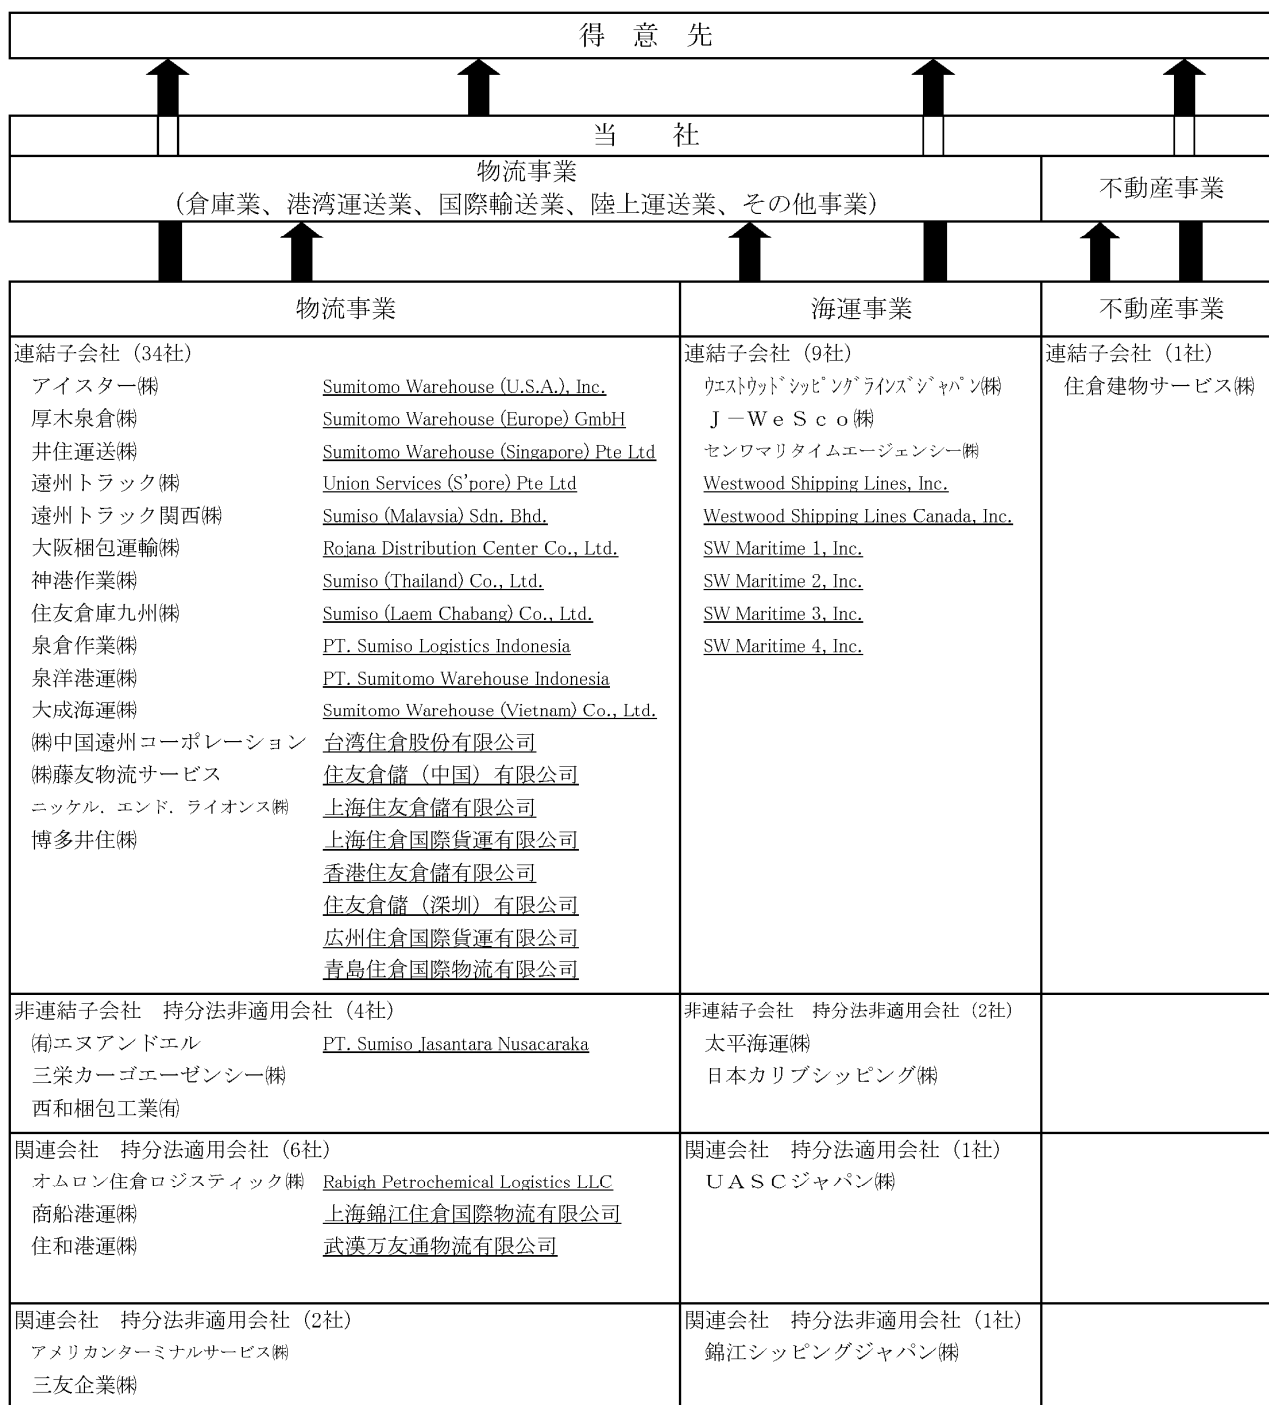 得　意　先
当　　社
物流事業
(倉庫業、港湾運送業、国際輸送業、陸上運送業、その他事業)
不動産事業
物流事業
海運事業
不動産事業
連結子会社（34社）
アイスター㈱　Sumitomo Warehouse (U.S.A.), Inc.
厚木泉倉㈱　Sumitomo Warehouse (Europe) GmbH
井住運送㈱　Sumitomo Warehouse (Singapore) Pte Ltd
遠州トラック㈱　Union Services (S'pore) Pte Ltd
遠州トラック関西㈱　Sumiso (Malaysia) Sdn. Bhd.
大阪梱包運輸㈱　Rojana Distribution Center Co., Ltd.
神港作業㈱　Sumiso (Thailand) Co., Ltd.
住友倉庫九州㈱　Sumiso (Laem Chabang) Co., Ltd.
泉倉作業㈱　PT. Sumiso Logistics Indonesia
泉洋港運㈱　PT. Sumitomo Warehouse Indonesia
大成海運㈱　Sumitomo Warehouse (Vietnam) Co., Ltd.
㈱中国遠州コーポレーション　台湾住倉股份有限公司
㈱藤友物流サービス　住友倉儲（中国）有限公司
ニッケル．エンド．ライオンス㈱　上海住友倉儲有限公司
博多井住㈱　上海住倉国際貨運有限公司
香港住友倉儲有限公司
住友倉儲（深圳）有限公司
広州住倉国際貨運有限公司
青島住倉国際物流有限公司
連結子会社（9社）
ｳｴｽﾄｳｯﾄﾞｼｯﾋﾟﾝｸﾞﾗｲﾝｽﾞｼﾞｬﾊﾟﾝ㈱
Ｊ－ＷｅＳｃｏ㈱
センワマリタイムエージェンシー㈱
Westwood Shipping Lines, Inc.
Westwood Shipping Lines Canada, Inc.
SW Maritime 1, Inc.
SW Maritime 2, Inc.
SW Maritime 3, Inc.
SW Maritime 4, Inc.
連結子会社（1社）
住倉建物サービス㈱
非連結子会社　持分法非適用会社（4社）
㈲エヌアンドエル　PT. Sumiso Jasantara Nusacaraka
三栄カーゴエーゼンシー㈱
西和梱包工業㈲
非連結子会社　持分法非適用会社（2社）
太平海運㈱
日本カリブシッピング㈱
関連会社　持分法適用会社（6社）
オムロン住倉ロジスティック㈱　Rabigh Petrochemical Logistics LLC
商船港運㈱　上海錦江住倉国際物流有限公司
住和港運㈱　武漢万友通物流有限公司
関連会社　持分法適用会社（1社）
ＵＡＳＣジャパン㈱
関連会社　持分法非適用会社（2社）
アメリカンターミナルサービス㈱
三友企業㈱
関連会社　持分法非適用会社（1社）
錦江シッピングジャパン㈱